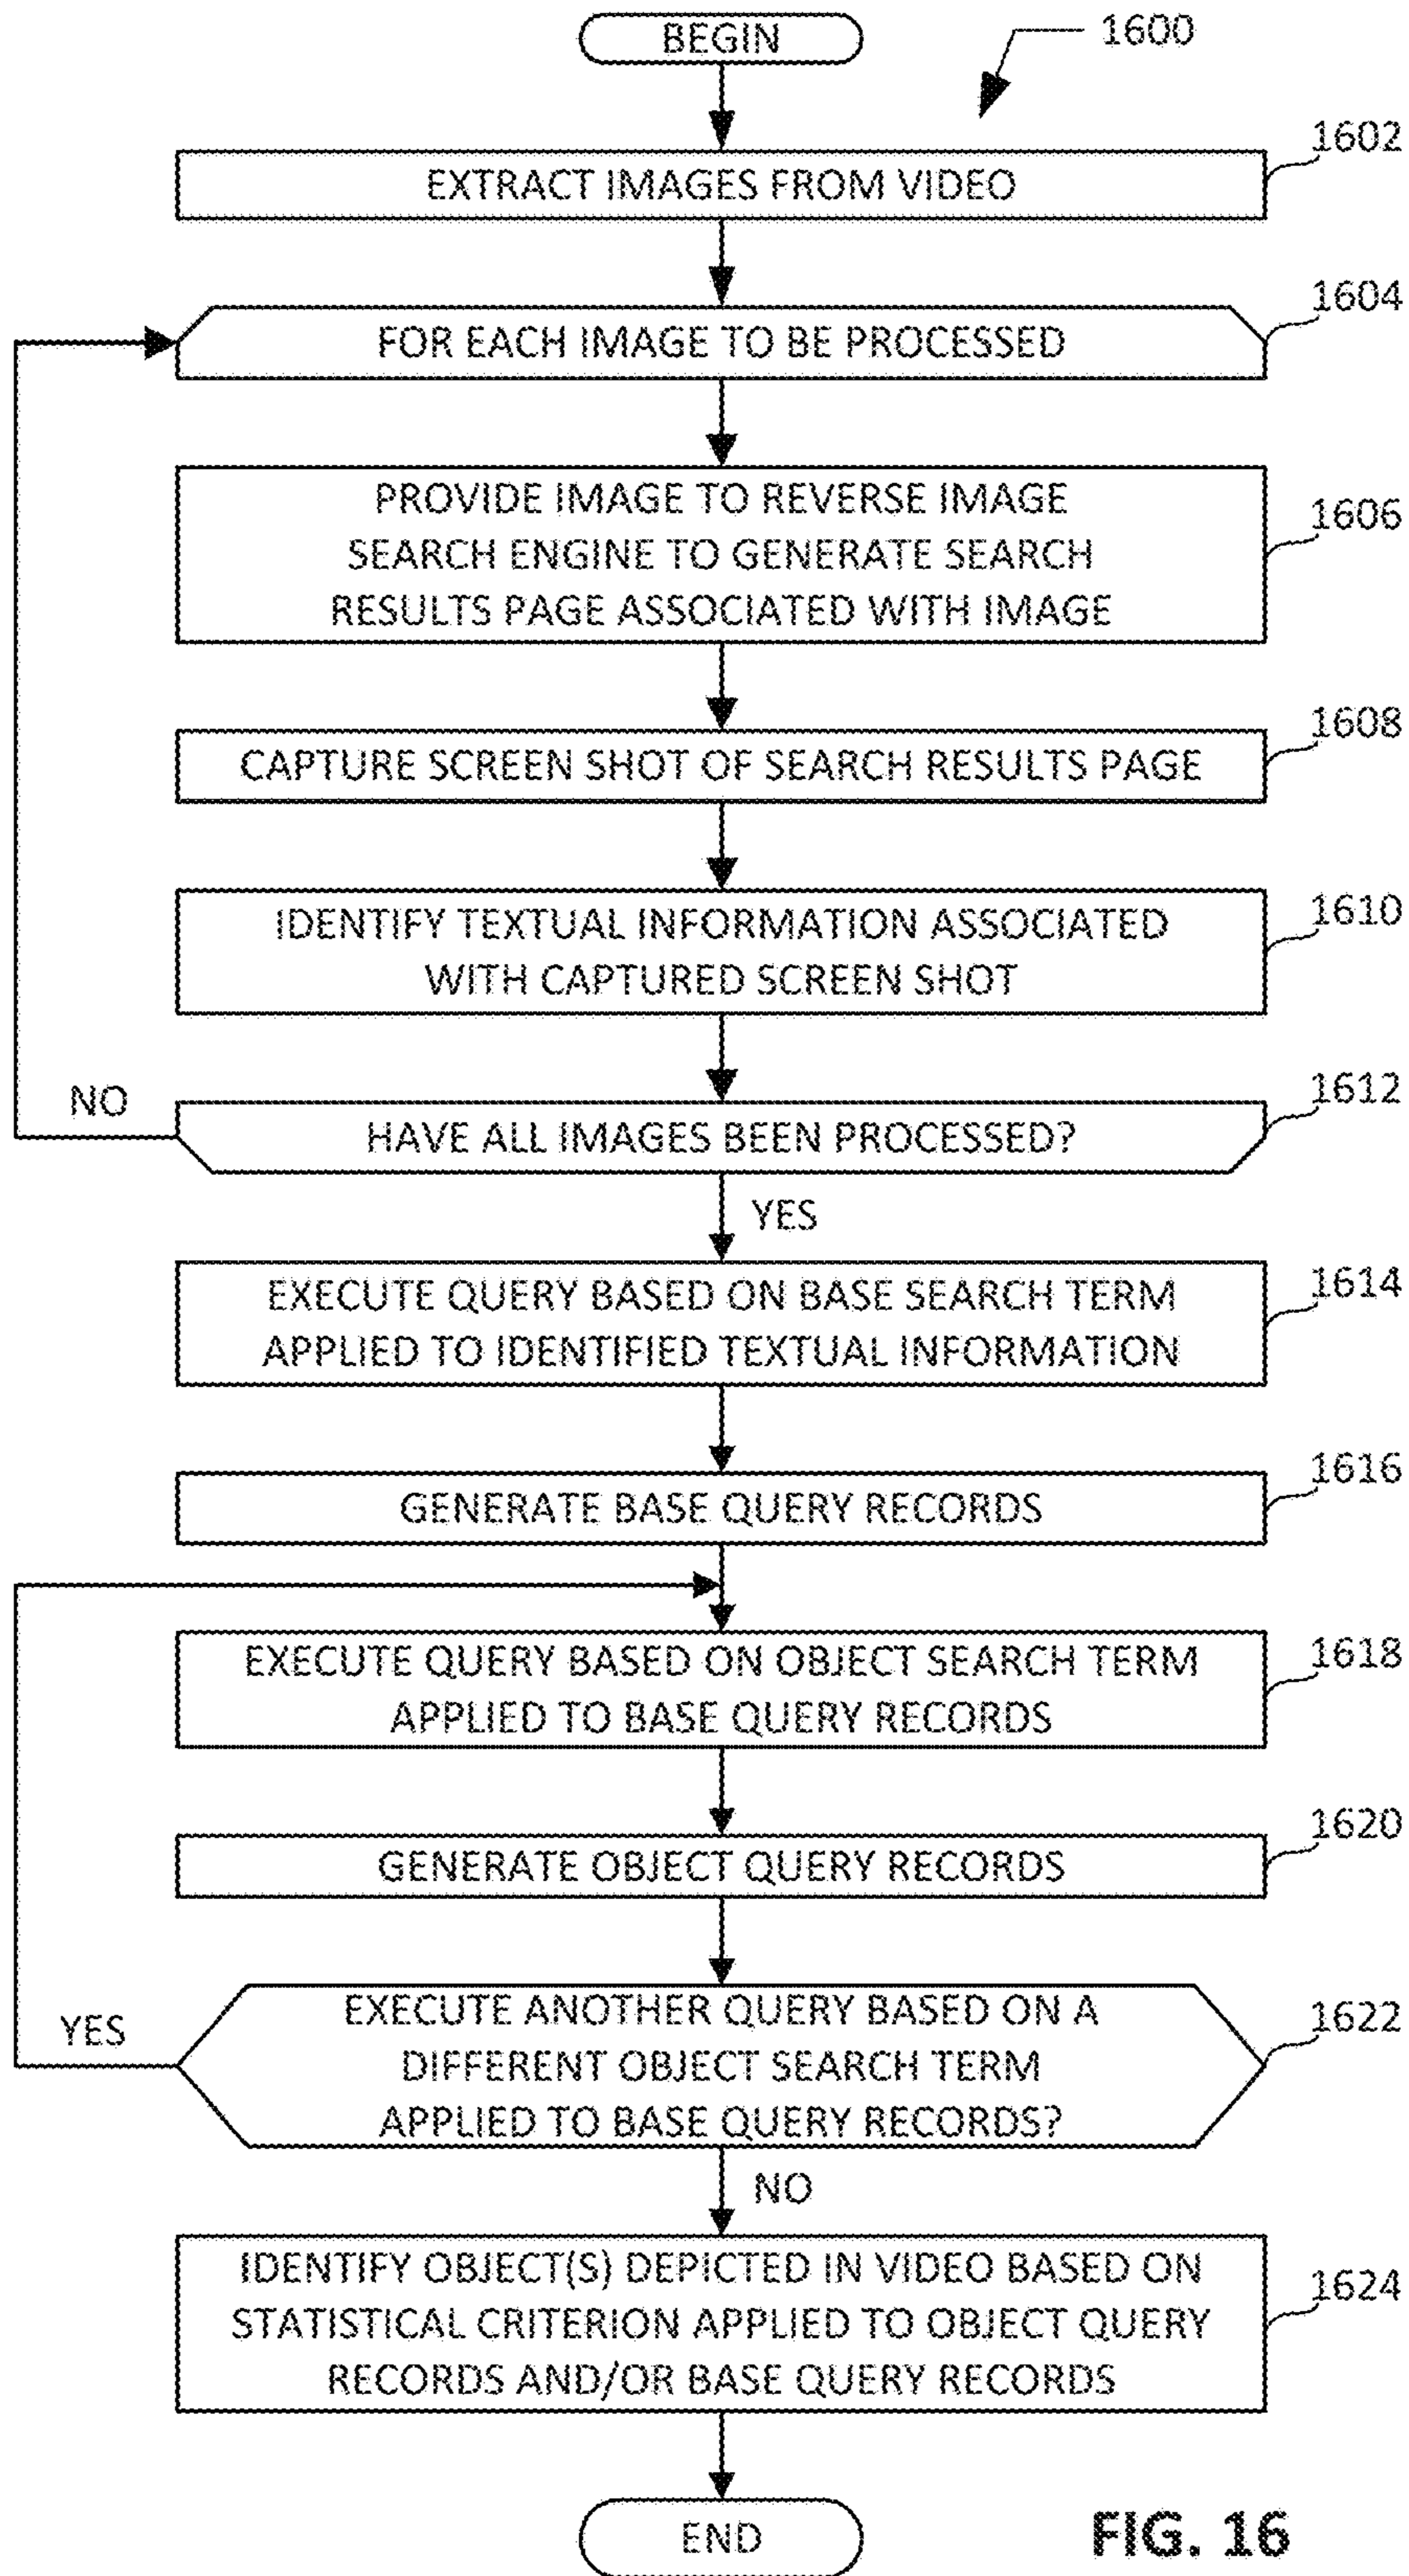 BEGIN
1600
1602
EXTRACT IMAGES FROM VIDEO
1604
FOR EACH IMAGE TO BE PROCESSED
PROVIDE IMAGE TO REVERSE IMAGE
1606
SEARCH ENGINE TO GENERATE SEARCH
RESULTS PAGE ASSOCIATED WITH IMAGE
1608
CAPTURE SCREEN SHOT OF SEARCH RESULTS PAGE
1610
IDENTIFY TEXTUAL INFORMATION ASSOCIATED
WITH CAPTURED SCREEN SHOT
NO
1612
HAVE ALL IMAGES BEEN PROCESSED?
YES
1614
EXECUTE QUERY BASED ON BASE SEARCH TERM
APPLIED TO IDENTIFIED TEXTUAL INFORMATION
1616
GENERATE BASE QUERY RECORDS
1618
EXECUTE QUERY BASED ON OBJECT SEARCH TERM
APPLIED TO BASE QUERY RECORDS
1620
GENERATE OBJECT QUERY RECORDS
EXECUTE ANOTHER QUERY BASED ON A
1622
YES
DIFFERENT OBJECT SEARCH TERM
APPLIED TO BASE QUERY RECORDS?
NO
IDENTIFY OBJECT(S) DEPICTED IN VIDEO BASED ON
1624
STATISTICAL CRITERION APPLIED TO OBJECT QUERY
RECORDS AND/OR BASE QUERY RECORDS
END
FIG. 16